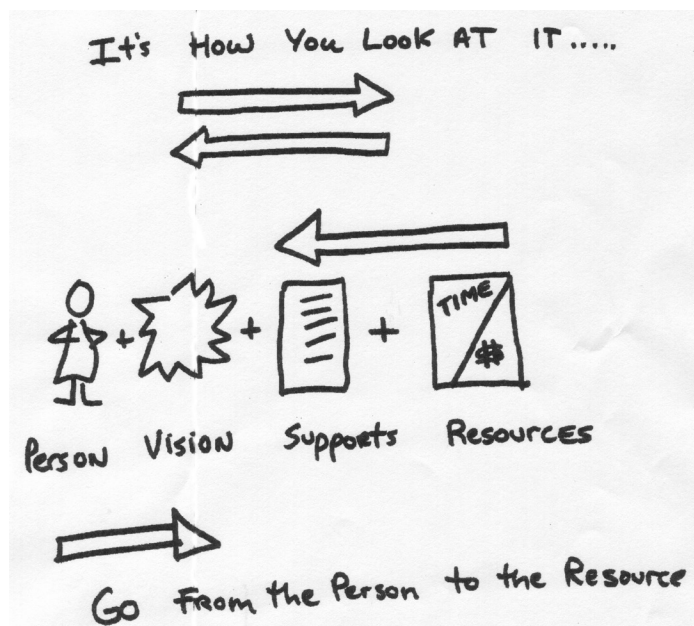 It's How You Look AT IT.....
TIME
$
Person Vision Supports Resources
Go From the Person to the Resource